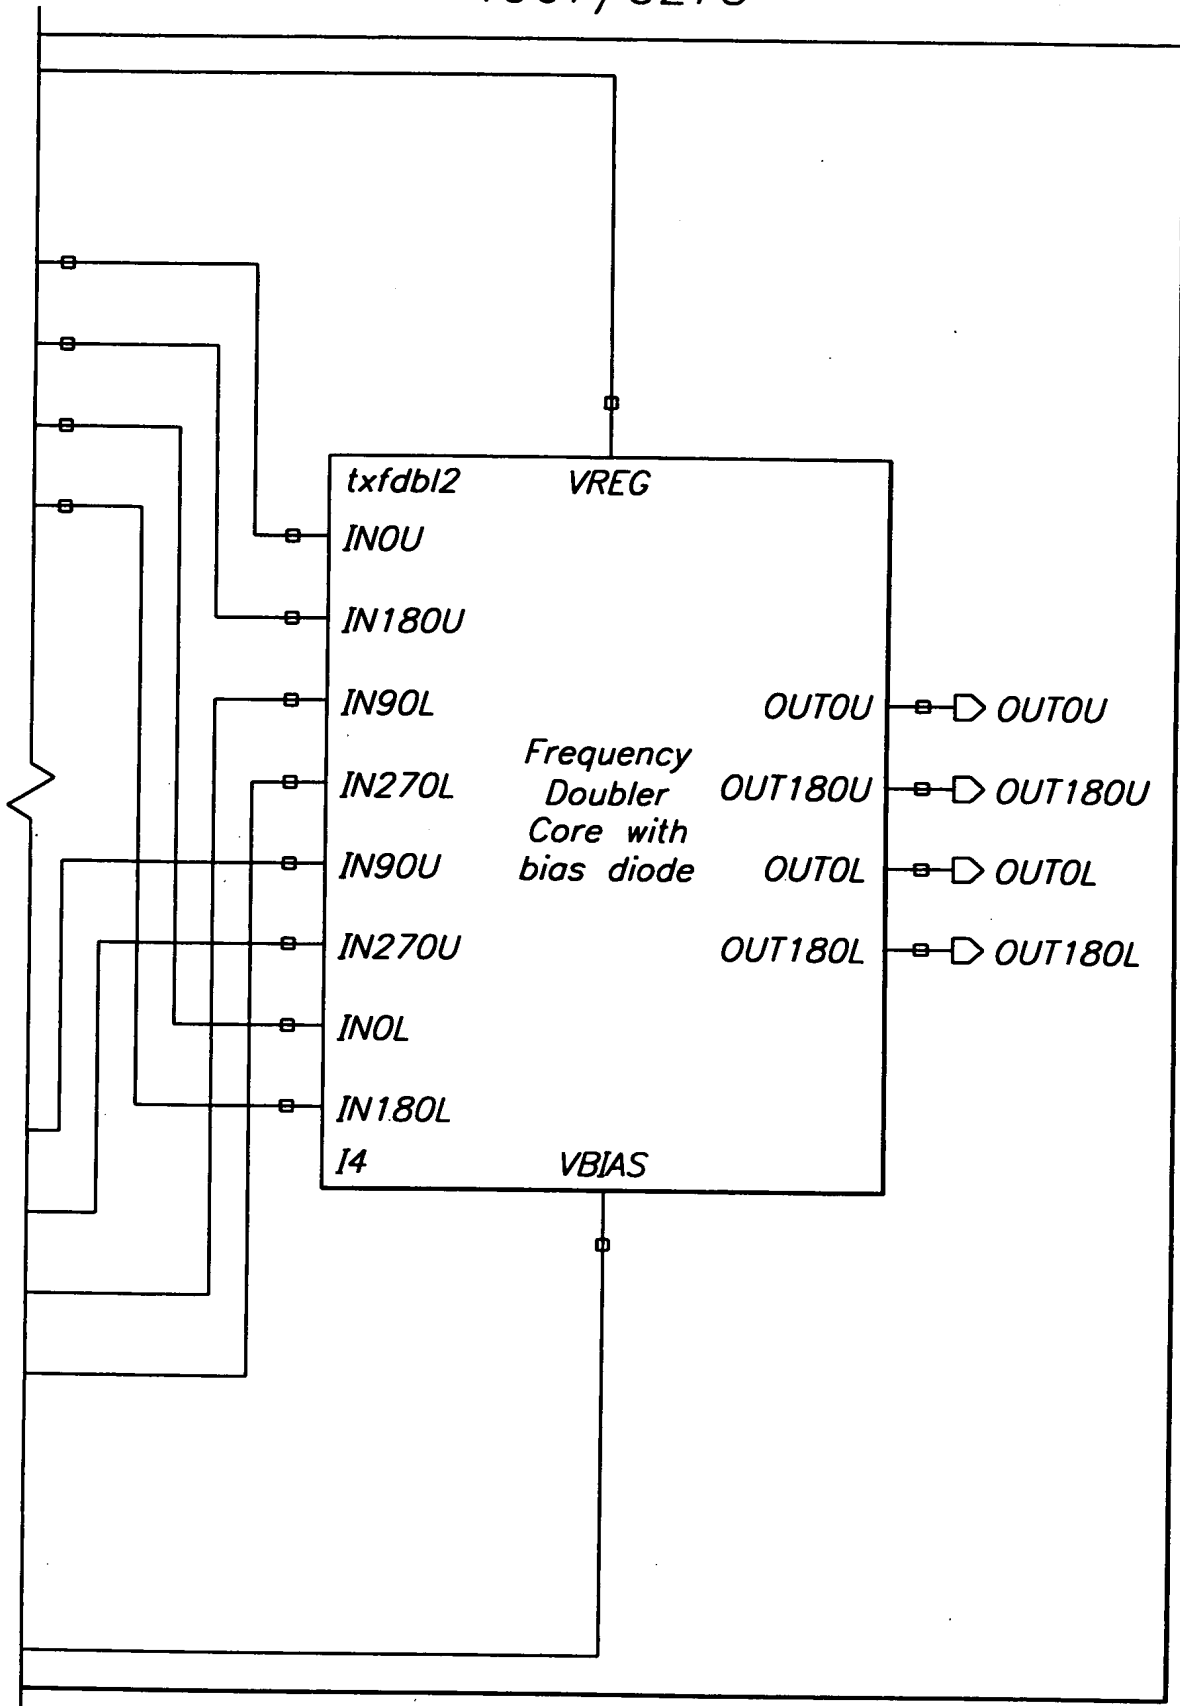 txfdbl2
VREG
IN0U
IN180U
IN90L
IN270L
IN90U
IN270U
IN0L
IN180L
I4
VBIAS
Frequency
Doubler
Core with
bias diode
OUT0U
OUT180U
OUT0L
OUT180L
OUT0U
OUT180U
OUT0L
OUT180L